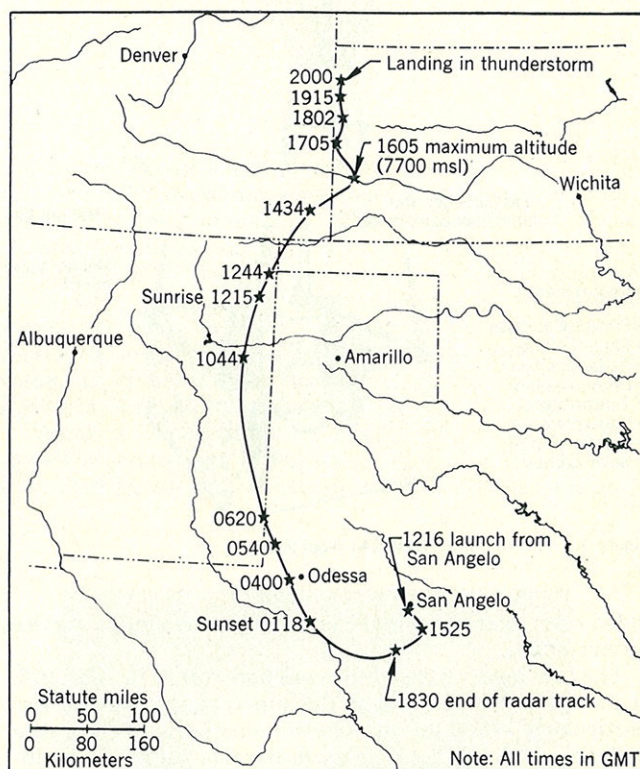 Denver
2000
Landing in thunderstorm
1915
1802
1705
1605 maximum altitude
(7700 msl)
Wichita
1434
1244
Sunrise 1215
Albuquerque
1044
Amarillo
0620
0540
1216 launch from
San Angelo
0400
Odessa
San Angelo
Sunset 0118
1525
1830 end of radar track
Statute miles
0 50 100
0 80 160
Kilometers
Note: All times in GMT